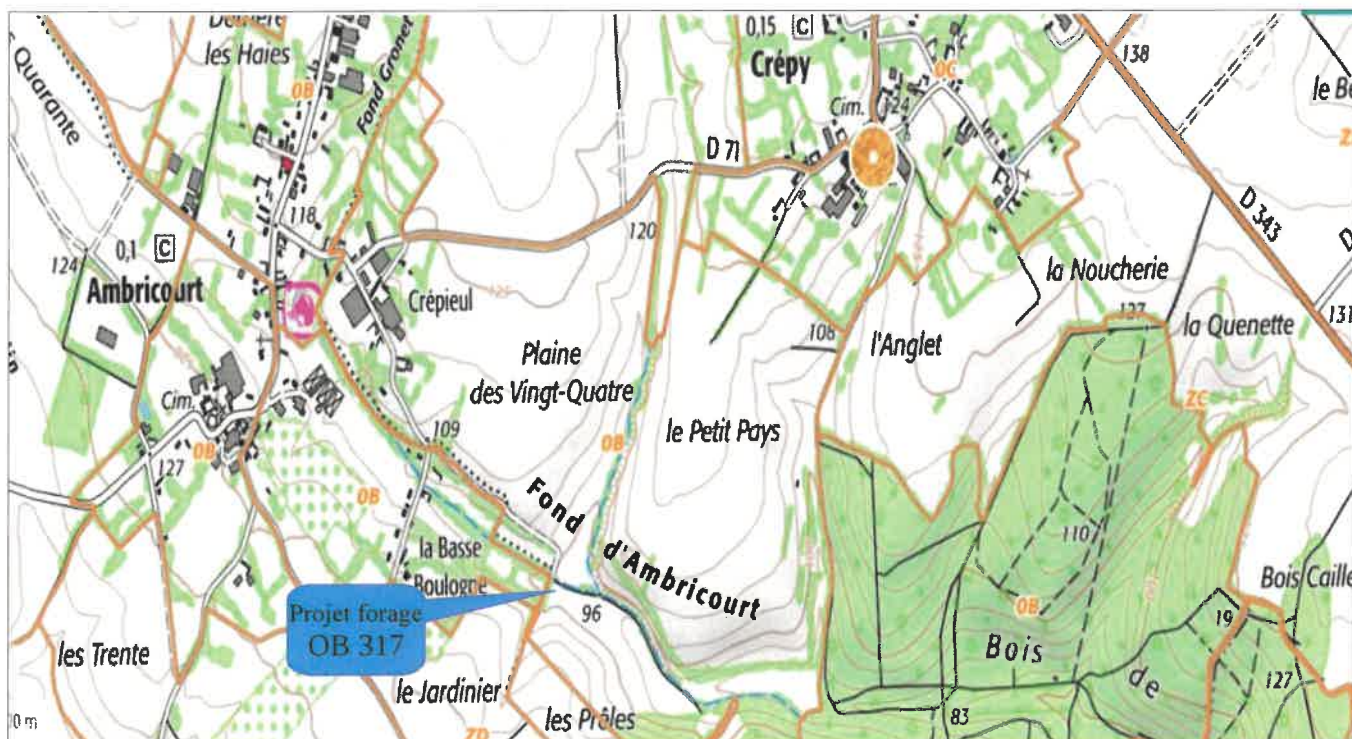 les Haies
Quarante
OB
Fond Gronet
0,15 C
Crépy
Cim.
124
OC
138
le Be
D 71
118
120
D 343
124
0,1 C
Ambricourt
Crépieul
la Noucherie
127
la Quenette
131
108
l'Anglet
Plaine
des Vingt-Quatre
le Petit Pays
ZC
Cim.
OB
127
109
OB
OB
Fond
d'Ambricourt
110
la Basse
Boulogne
Bois Caille
Projet forage
OB 317
96
OB
Bois
de
19
127
les Trente
le Jardinier
les Prôles
83
0 m
ZD